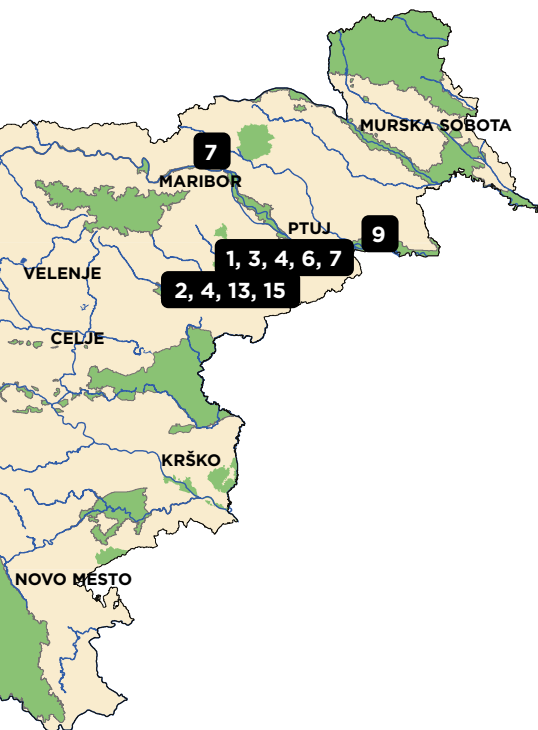 MURSKA SOBOTA
7
MARIBOR
PTUJ
9
1, 3, 4, 6, 7
VELENJE
2, 4, 13, 15
CELJE
KRŠKO
NOVO MESTO